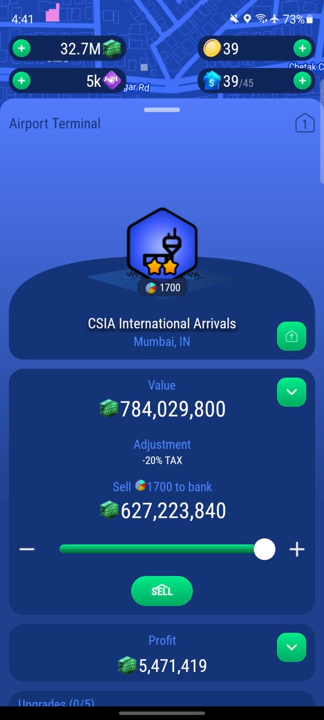 4:41
73%
32.7M
39
5k
39/45
gar Rd
Chetak C
Airport Terminal
1
1700
CSIA International Arrivals
Mumbai, IN
Value
784,029,800
Adjustment
-20% TAX
Sell 1700 to bank
627,223,840
SELL
Profit
5,471,419
Upgrades (0/5)